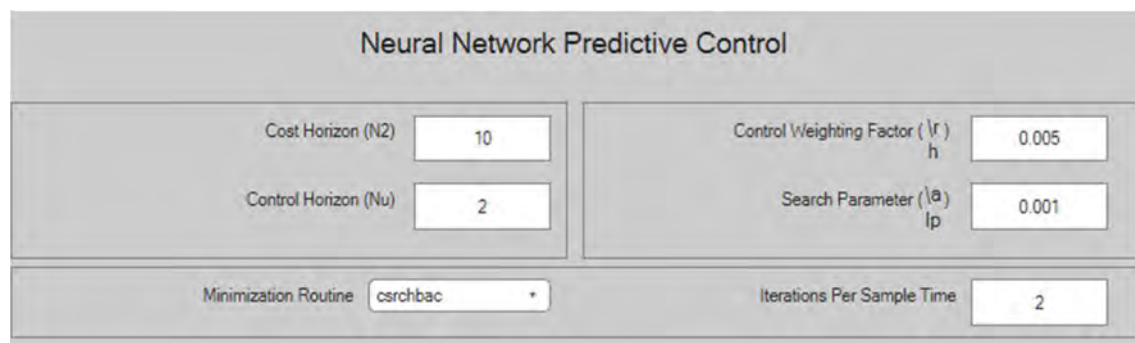 Neural Network Predictive Control
Cost Horizon (N2) 10
Control Weighting Factor ( \r )
h
0.005
Control Horizon (Nu) 2
Search Parameter ( \a )
lp
0.001
Minimization Routine csrchbac
Iterations Per Sample Time 2